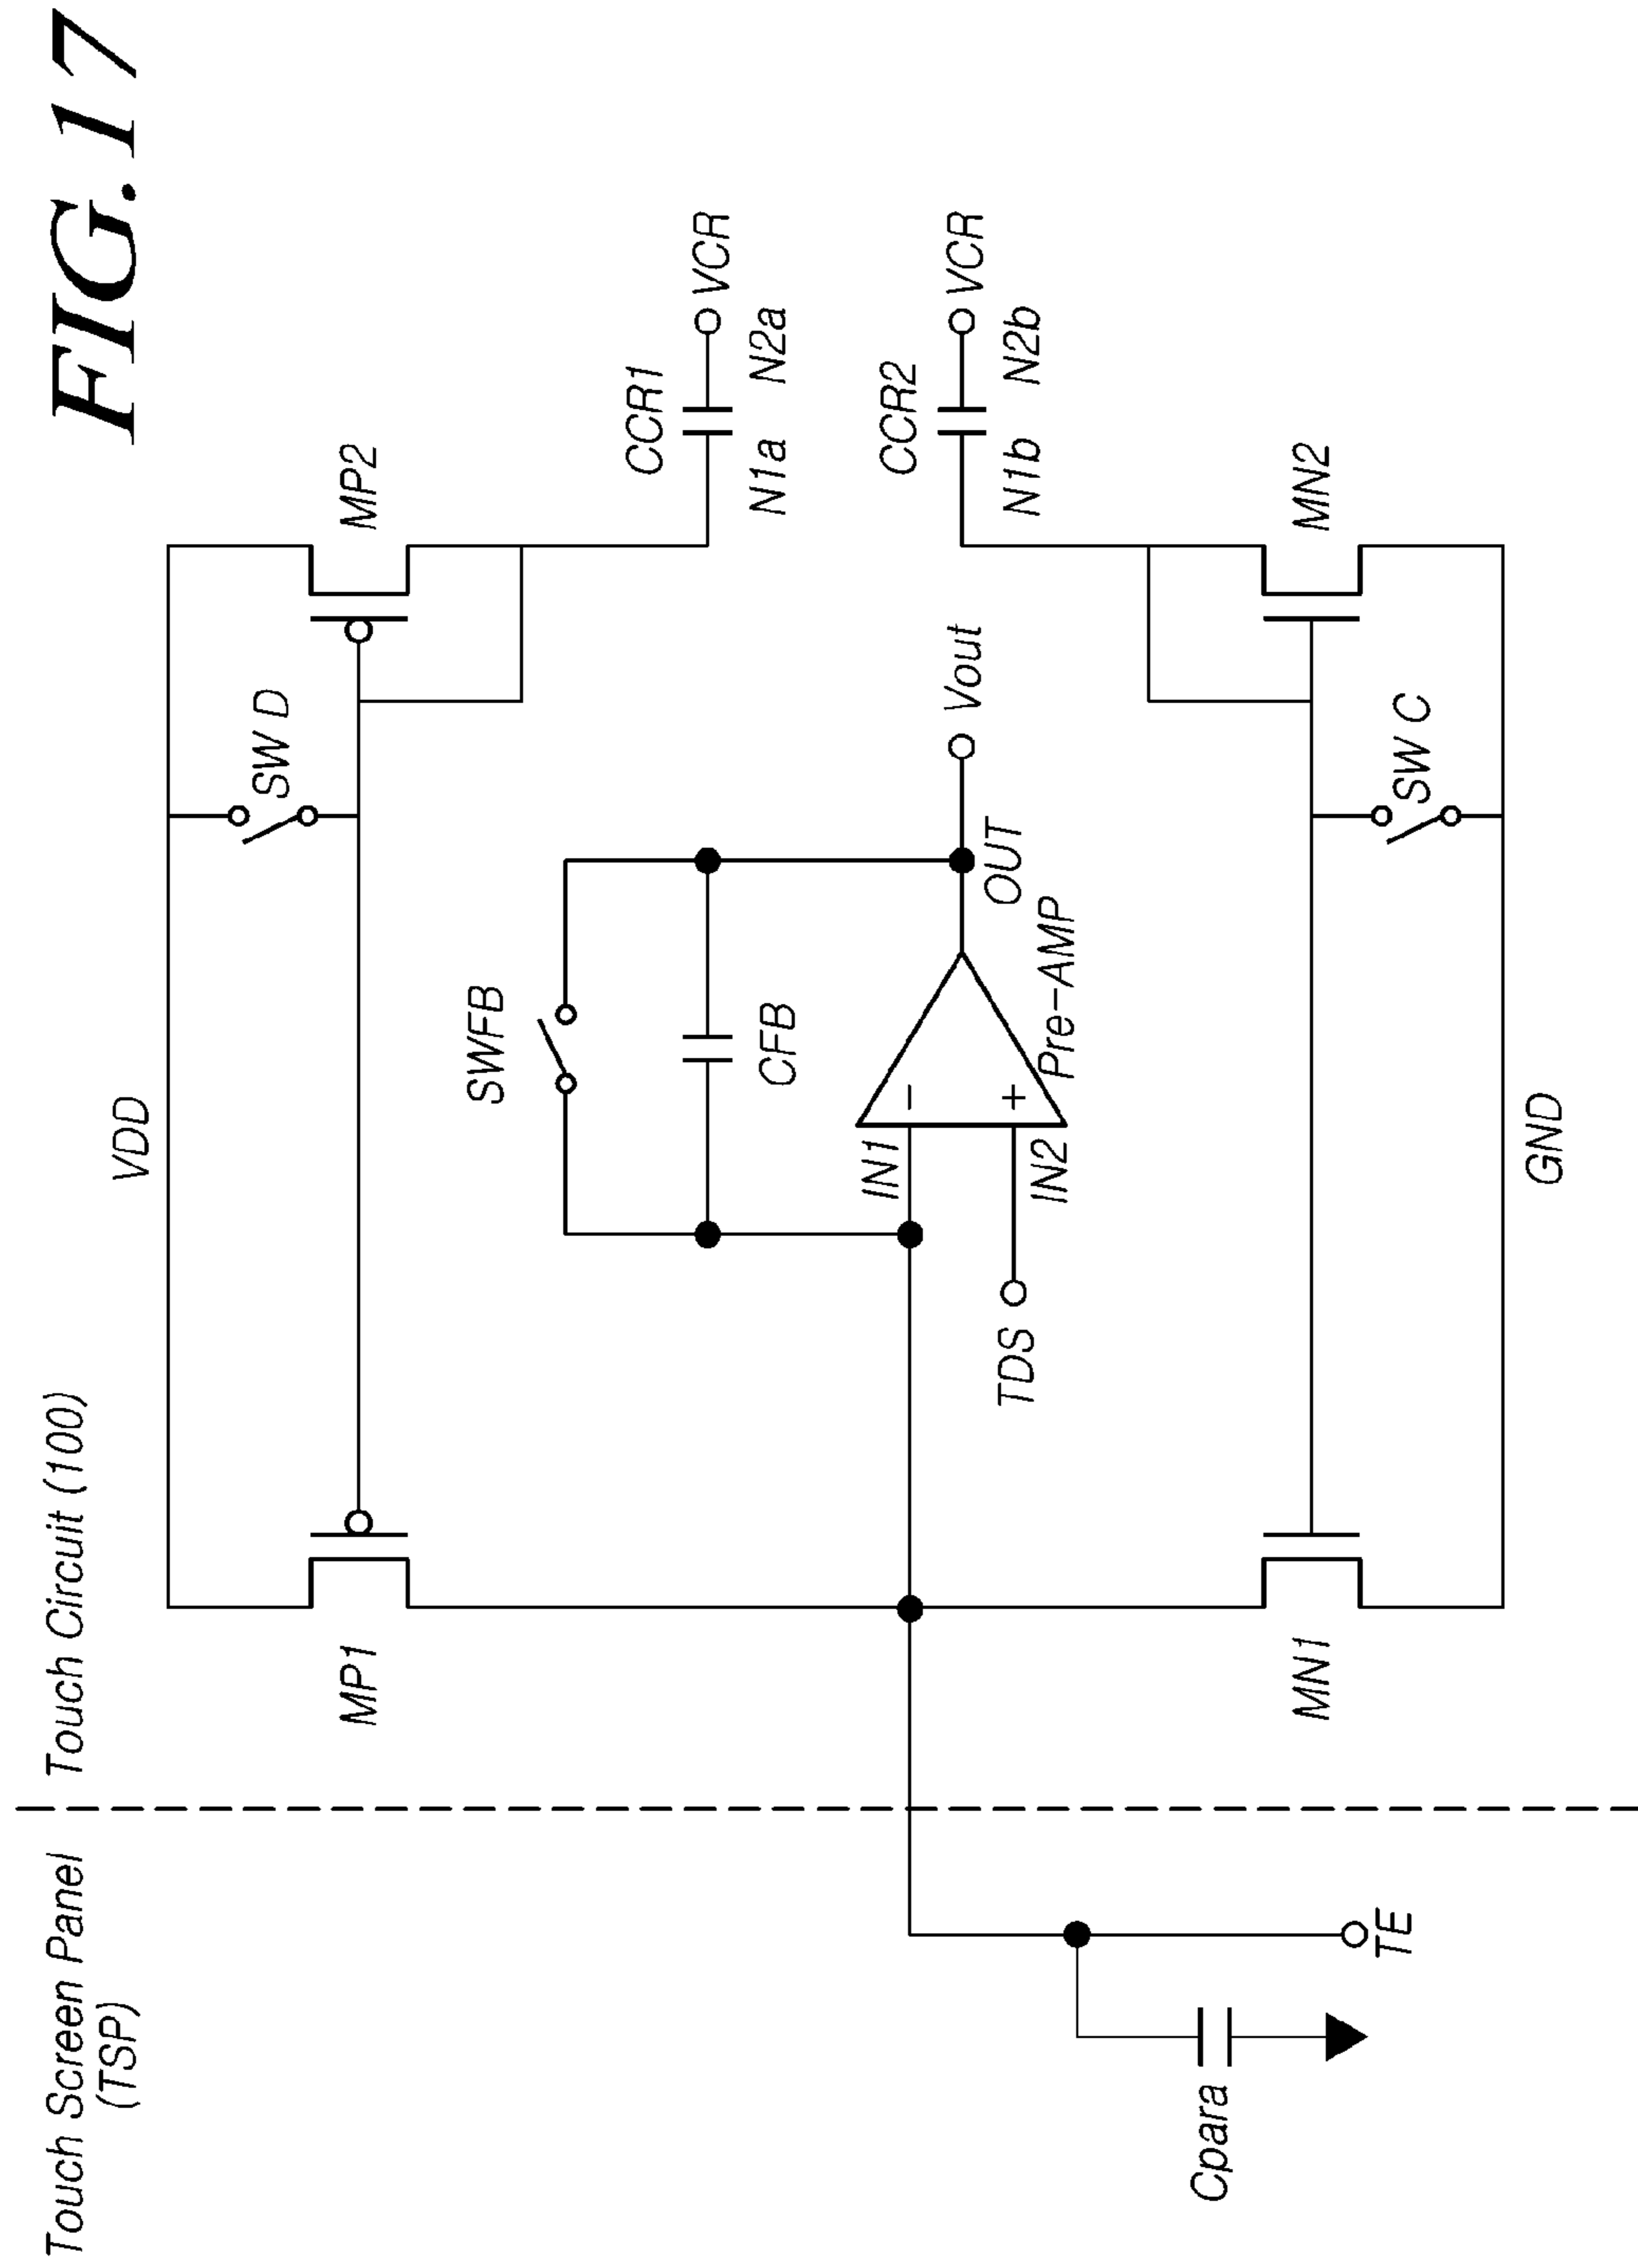 FIG.17
Touch Screen Panel
(TSP)
Touch Circuit (100)
VDD
MP1
SW D
MP2
SWFB
CFB
CCR1
N1a
N2a
VCR
IN1
IN2
Pre-AMP
OUT
Vout
TDS
CCR2
N1b
N2b
VCR
Cpara
TE
MN1
SW C
MN2
GND